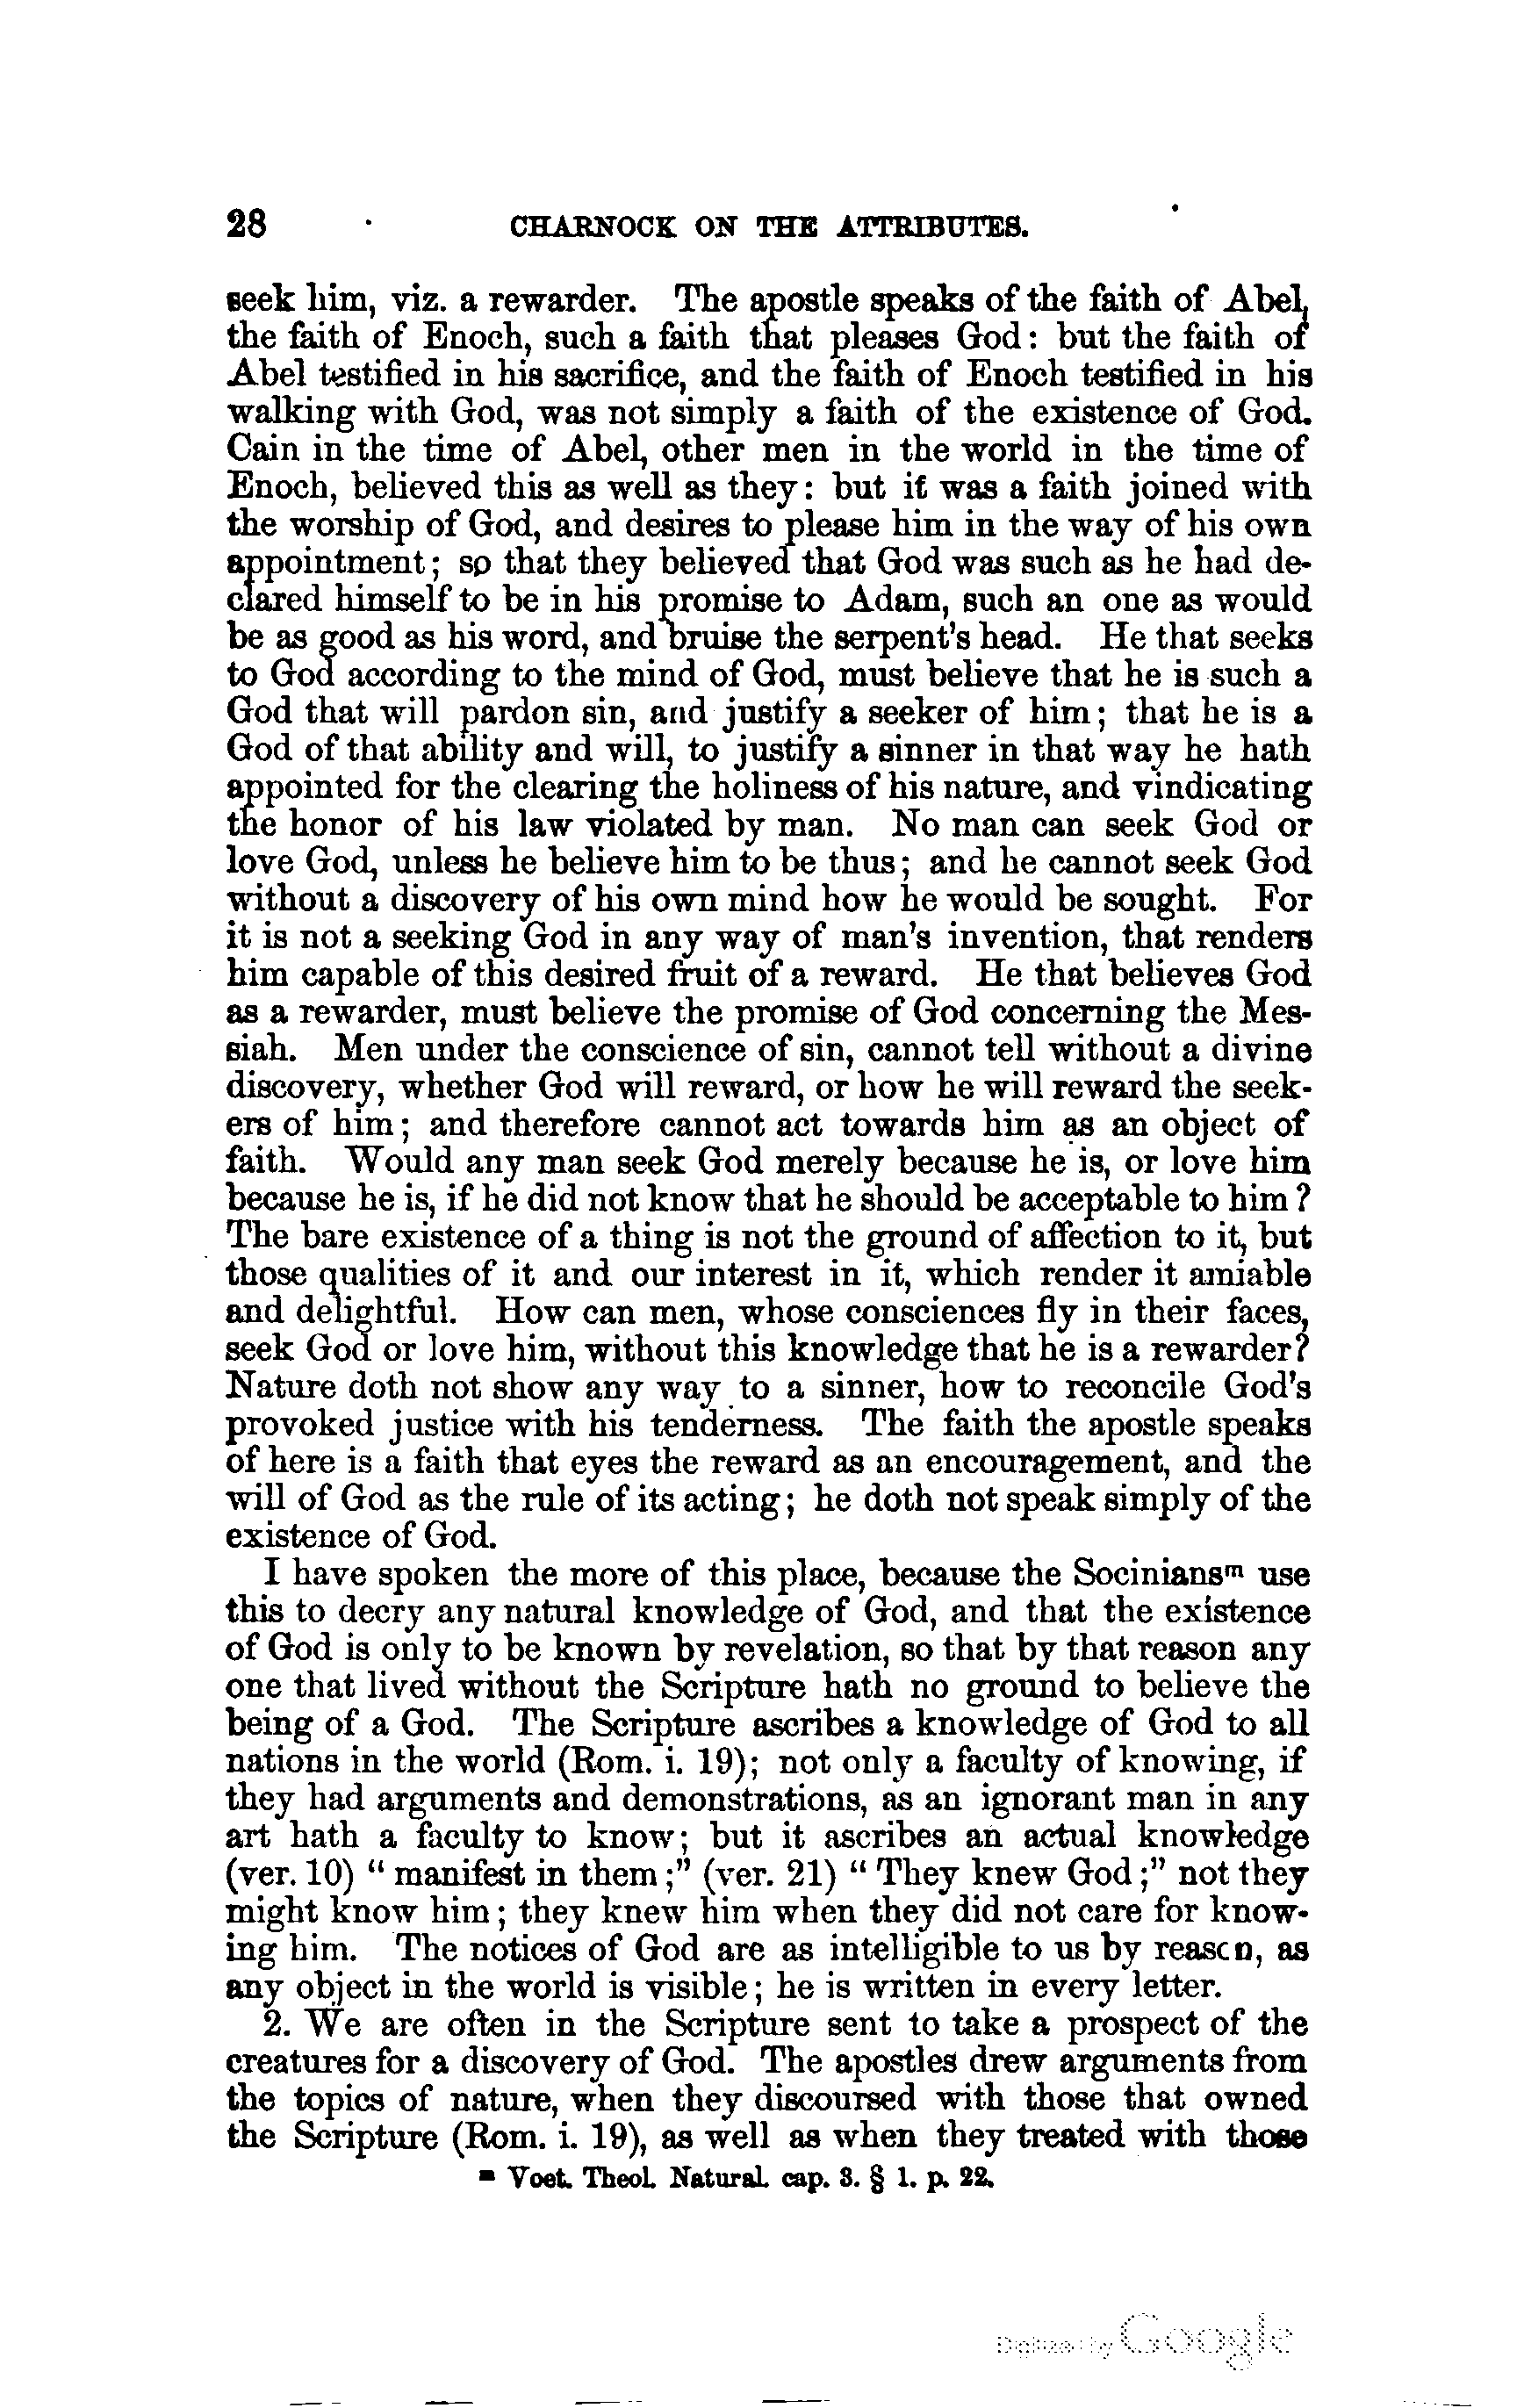 28 CHARNOCK ON THE ATTRIBUTES.
seek him, viz. a rewarder. The apostle speaks of the faith of Abel,
the faith of Enoch, such a faith that pleases God: but the faith of
Abel testified in his sacrifice, and the faith of Enoch testified in his
walking with God, was not simply a faith of the existence of God.
Cain in the time of Abel, other men in the world in the time of
Enoch, believed this as well as they: but it was a faith joined with
the worship of God, and desires to please him in the way of his own
appointment; so that they believed that God was such as he had de-
clared himself to be in his promise to Adam, such an one as would
be as good as his word, and bruise the serpent's head. He that seeks
to God according to the mind of God, must believe that he is such a
God that will pardon sin, and justify a seeker of him; that he is a
God of that ability and will, to justify a sinner in that way he hath
appointed for the clearing the holiness of his nature, and vindicating
the honor of his law violated by man. No man can seek God or
love God, unless he believe him to be thus; and he cannot seek God
without a discovery of his own mind how he would be sought. For
it is not a seeking God in any way of man's invention, that renders
him capable of this desired fruit of a reward. He that believes God
as a rewarder, must believe the promise of God concerning the Mes-
siah. Men under the conscience of sin, cannot tell without a divine
discovery, whether God will reward, or how he will reward the seek-
ers of him; and therefore cannot act towards him as an object of
faith. Would any man seek God merely because he is, or love him
because he is, if he did not know that he should be acceptable to him?
The bare existence of a thing is not the ground of affection to it, but
those qualities of it and our interest in it, which render it amiable
and delightful. How can men, whose consciences fly in their faces,
seek God or love him, without this knowledge that he is a rewarder?
Nature doth not show any way to a sinner, how to reconcile God's
provoked justice with his tenderness. The faith the apostle speaks
of here is a faith that eyes the reward as an encouragement, and the
will of God as the rule of its acting; he doth not speak simply of the
existence of God.
I have spoken the more of this place, because the Sociniansᵐ use
this to decry any natural knowledge of God, and that the existence
of God is only to be known by revelation, so that by that reason any
one that lived without the Scripture hath no ground to believe the
being of a God. The Scripture ascribes a knowledge of God to all
nations in the world (Rom. i. 19); not only a faculty of knowing, if
they had arguments and demonstrations, as an ignorant man in any
art hath a faculty to know; but it ascribes an actual knowledge
(ver. 10) "manifest in them;" (ver. 21) "They knew God;" not they
might know him; they knew him when they did not care for know-
ing him. The notices of God are as intelligible to us by reason, as
any object in the world is visible; he is written in every letter.
2. We are often in the Scripture sent to take a prospect of the
creatures for a discovery of God. The apostles drew arguments from
the topics of nature, when they discoursed with those that owned
the Scripture (Rom. i. 19), as well as when they treated with those
ᵐ Voet. Theol. Natural. cap. 3. § 1. p. 22.
Digitized by Google